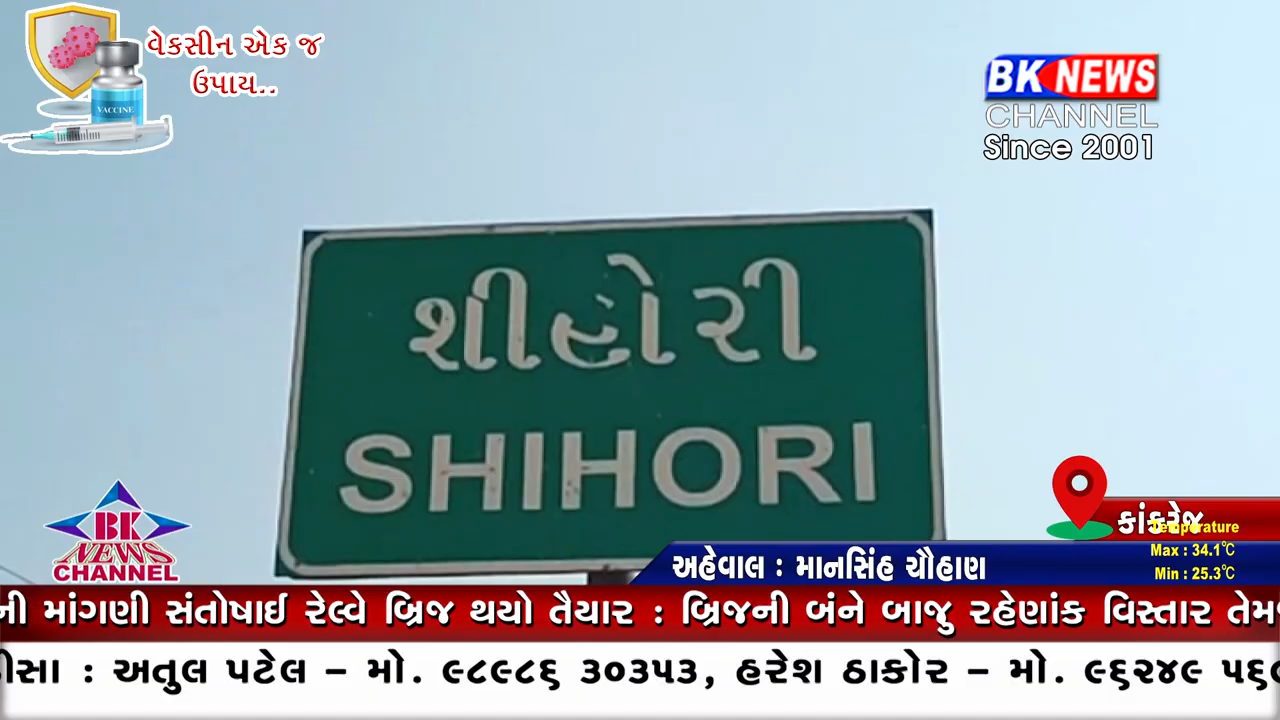 વેકસીન એક જ
ઉપાય..
VACCINE
BK NEWS
CHANNEL
Since 2001
શીહોરી
SHIHORI
BK
NEWS
CHANNEL
કાંકરેજ
Temperature
Max : 34.1℃
Min : 25.3℃
અહેવાલ : માનસિંહ ચૌહાણ
ની માંગણી સંતોષાઈ રેલ્વે બ્રિજ થયો તૈયાર : બ્રિજની બંને બાજુ રહેણાંક વિસ્તાર
: અતુલ પટેલ – મો. ૯૮૯૮૬ ૩૦૩૫૩, હરેશ ઠાકોર – મો. ૯૬૨૪૯